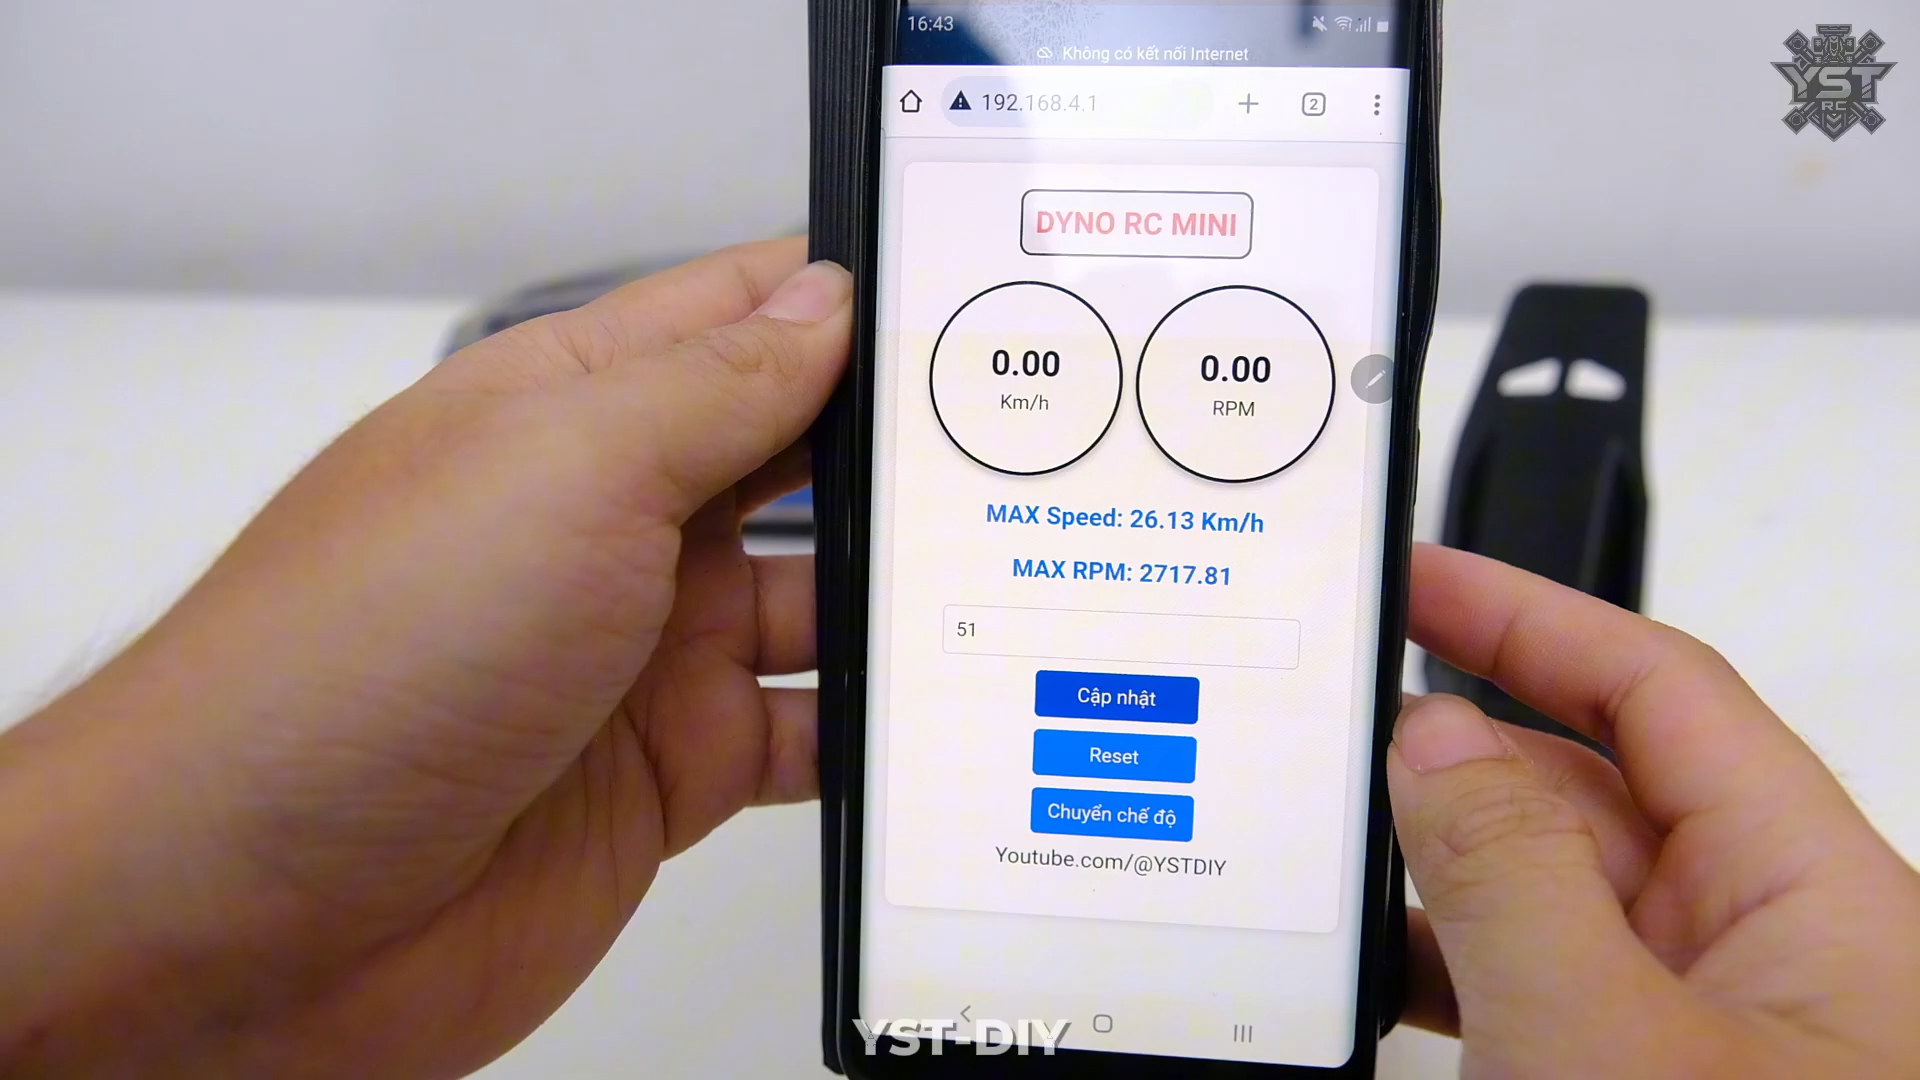 16:43
Không có kết nối Internet
192.168.4.1
2
YST
RC
DYNO RC MINI
0.00
Km/h
0.00
RPM
MAX Speed: 26.13 Km/h
MAX RPM: 2717.81
51
Cập nhật
Reset
Chuyển chế độ
Youtube.com/@YSTDIY
YST-DIY